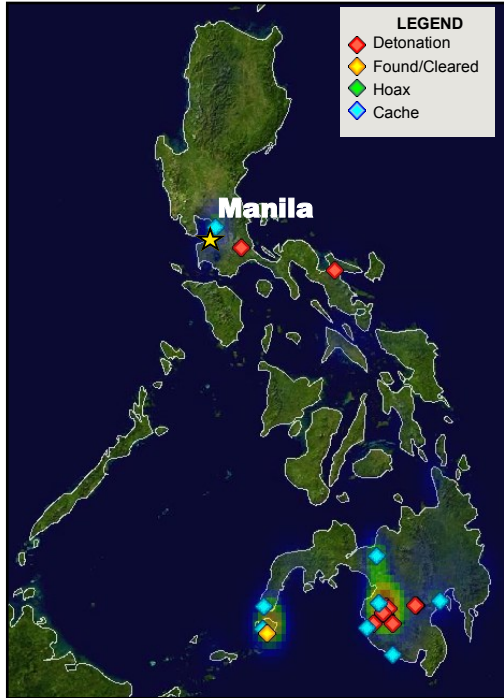 LEGEND
Detonation
Found/Cleared
Hoax
Cache
Manila